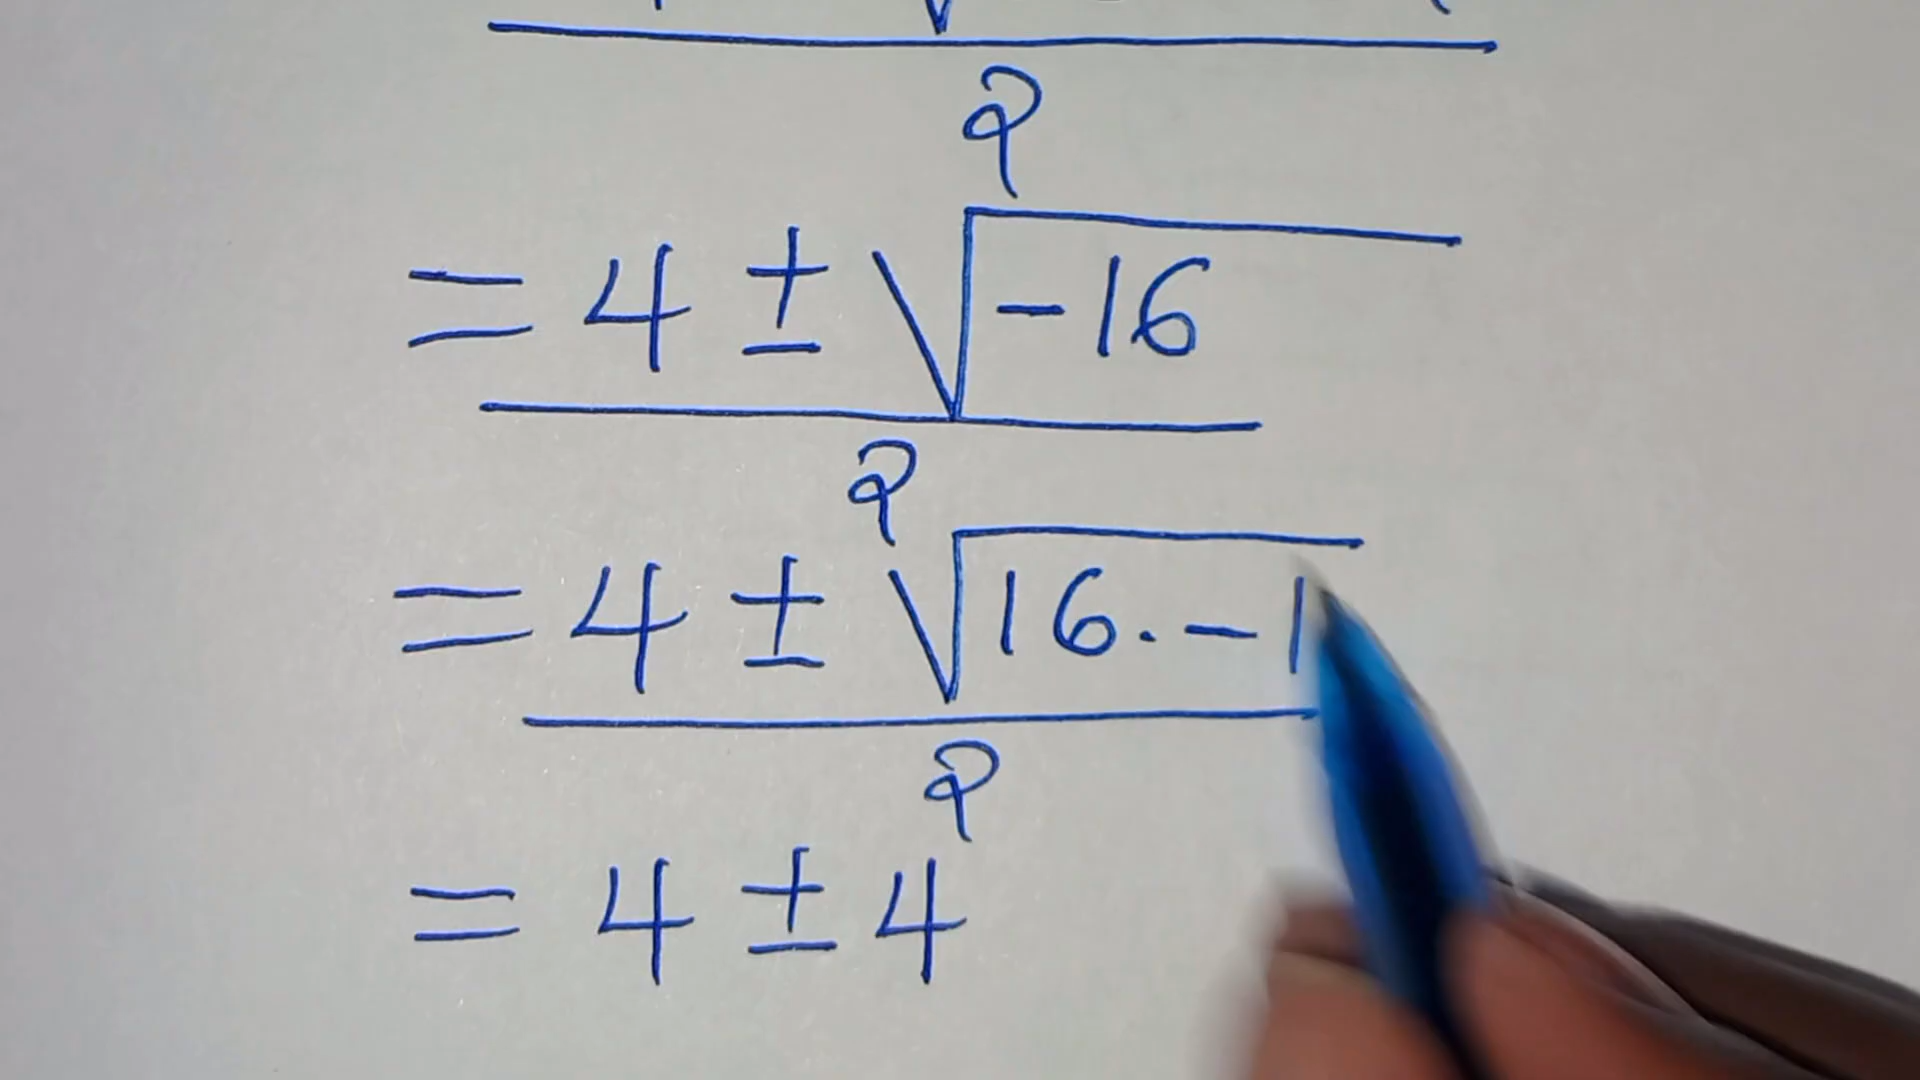 2
= 4 ± √-16
2
= 4 ± √16 . - 1
2
= 4 ± 4